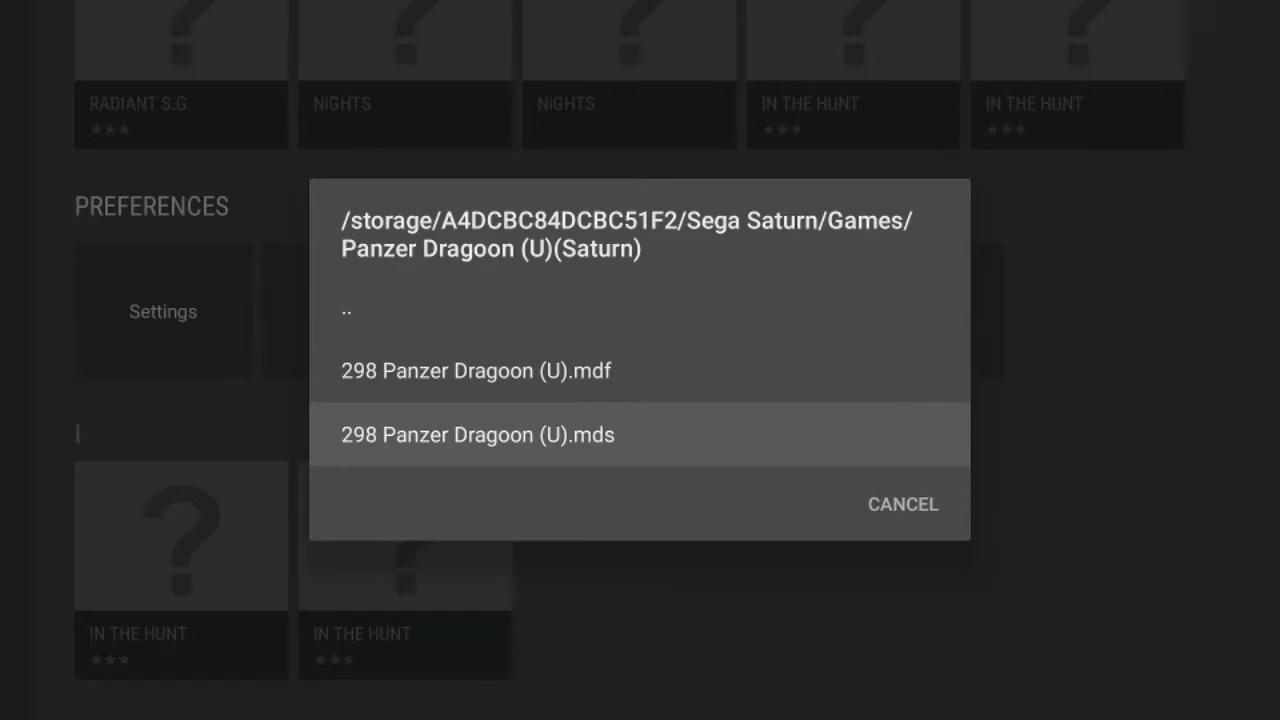 RADIANT S.G
★★★
NiGHTS
NiGHTS
IN THE HUNT
★★★
IN THE HUNT
★★★
PREFERENCES
Settings
/storage/A4DCBC84DCBC51F2/Sega Saturn/Games/
Panzer Dragoon (U)(Saturn)
..
298 Panzer Dragoon (U).mdf
298 Panzer Dragoon (U).mds
CANCEL
I
IN THE HUNT
★★★
IN THE HUNT
★★★